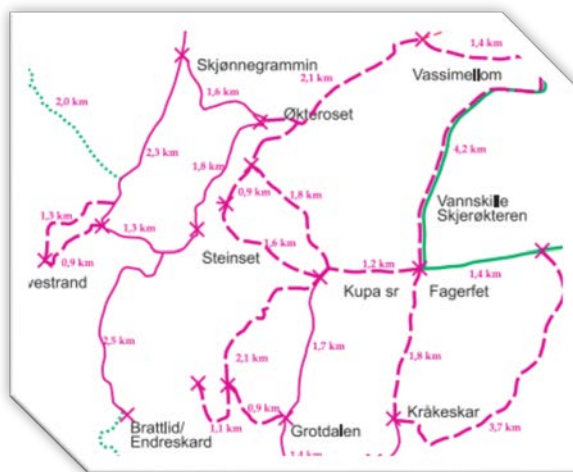 1,4 km
Skjønnegrammin
2,1 km
Vassimellom
2,0 km
1,6 km
Økteroset
2,3 km
1,8 km
4,2 km
0,9 km
1,8 km
Vannskille
Skjerøkteren
1,3 km
1,3 km
Steinset
1,6 km
1,2 km
0,9 km
vestrand
Kupa sr
Fagerfet
1,4 km
2,5 km
1,7 km
2,1 km
1,8 km
0,9 km
Kråkeskar
Brattlid/
Endreskard
1,1 km
Grotdalen
3,7 km
1,4 km